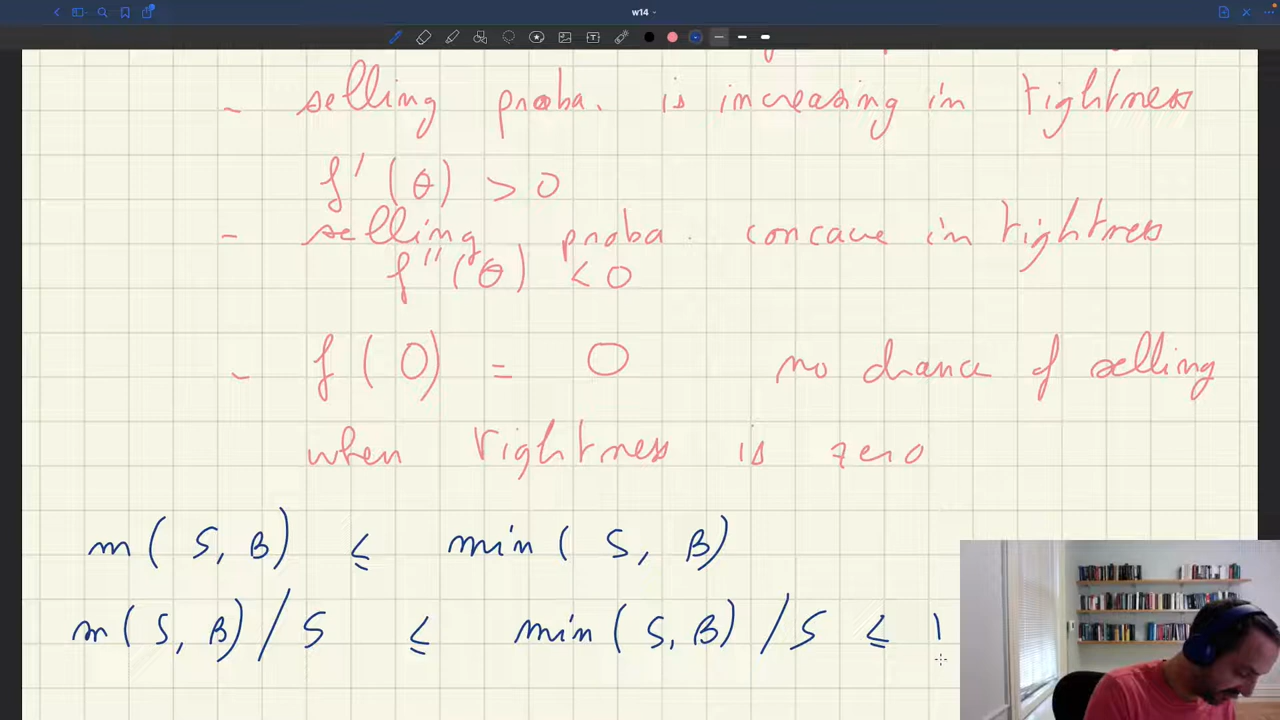 w14
- selling proba. is increasing in tightness
f'(θ) > 0
- selling proba. concave in tightness
f''(θ) < 0
- f(0) = 0 no chance of selling
when tightness is zero
m(S, B) ≤ min(S, B)
m(S, B)/S ≤ min(S, B)/S ≤ 1